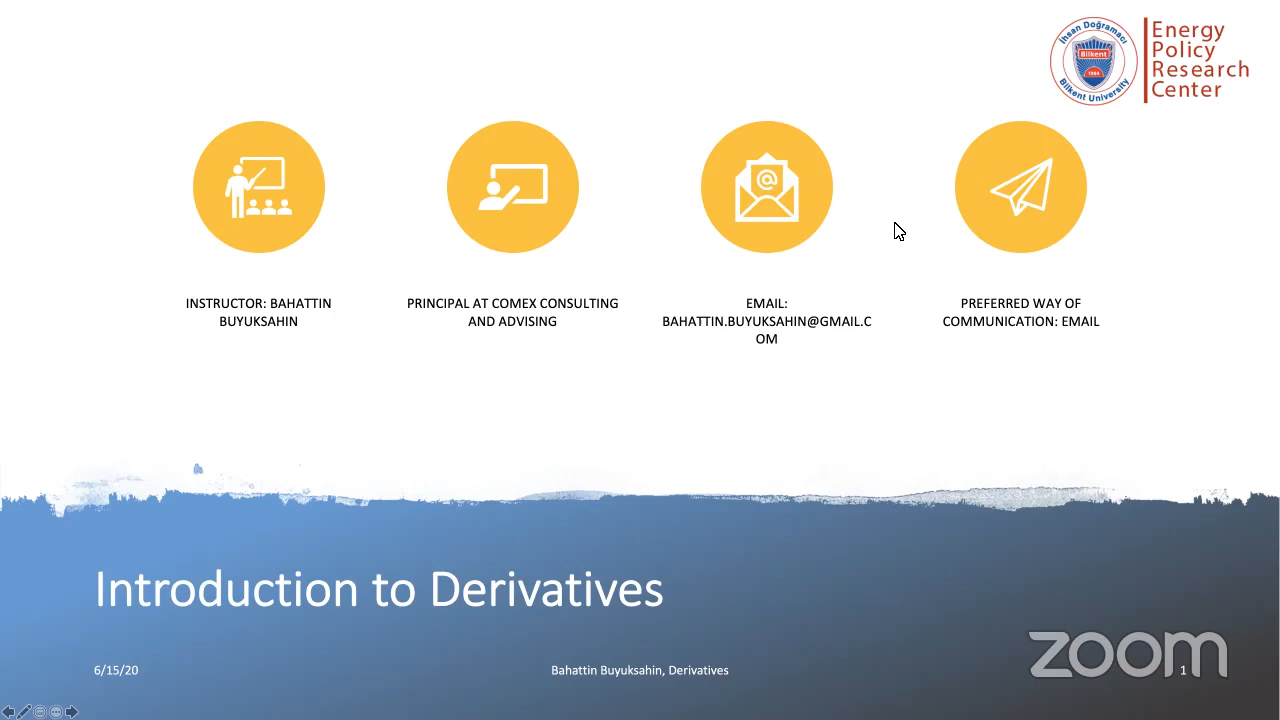 İhsan Doğramacı
Bilkent
1984
Bilkent University
Energy
Policy
Research
Center
INSTRUCTOR: BAHATTIN
BUYUKSAHIN
PRINCIPAL AT COMEX CONSULTING
AND ADVISING
EMAIL:
BAHATTIN.BUYUKSAHIN@GMAIL.C
OM
PREFERRED WAY OF
COMMUNICATION: EMAIL
Introduction to Derivatives
6/15/20
Bahattin Buyuksahin, Derivatives
1
zoom